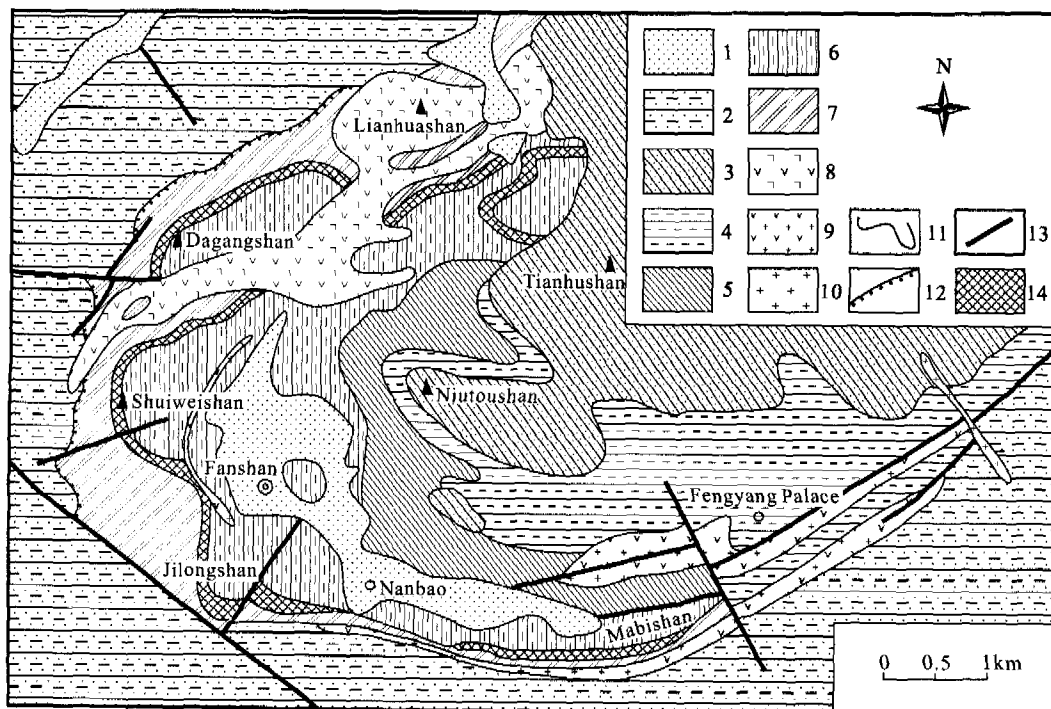 Lianhuashan
Dagangshan
Tianhushan
Njutoushan
Shuiweishan
Fanshan
Fengyang Palace
Jilongshan
Nanbao
Mabishan
1 6
2 7
3 8
4 9 11 13
5 10 12 14
N
0 0.5 1km